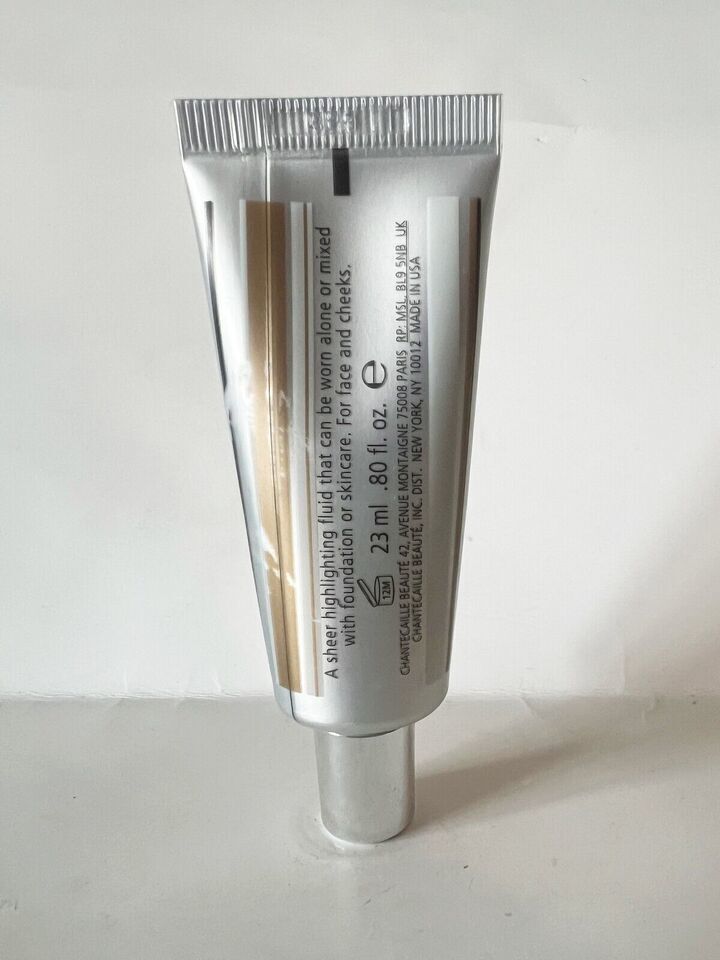 A sheer highlighting fluid that can be worn alone or mixed
with foundation or skincare. For face and cheeks.
12M 23 ml .80 fl. oz. e
CHANTECAILLE BEAUTÉ 42, AVENUE MONTAIGNE 75008 PARIS RP: MSL, BL9 5NB UK
CHANTECAILLE BEAUTÉ, INC. DIST. NEW YORK, NY 10012 MADE IN USA